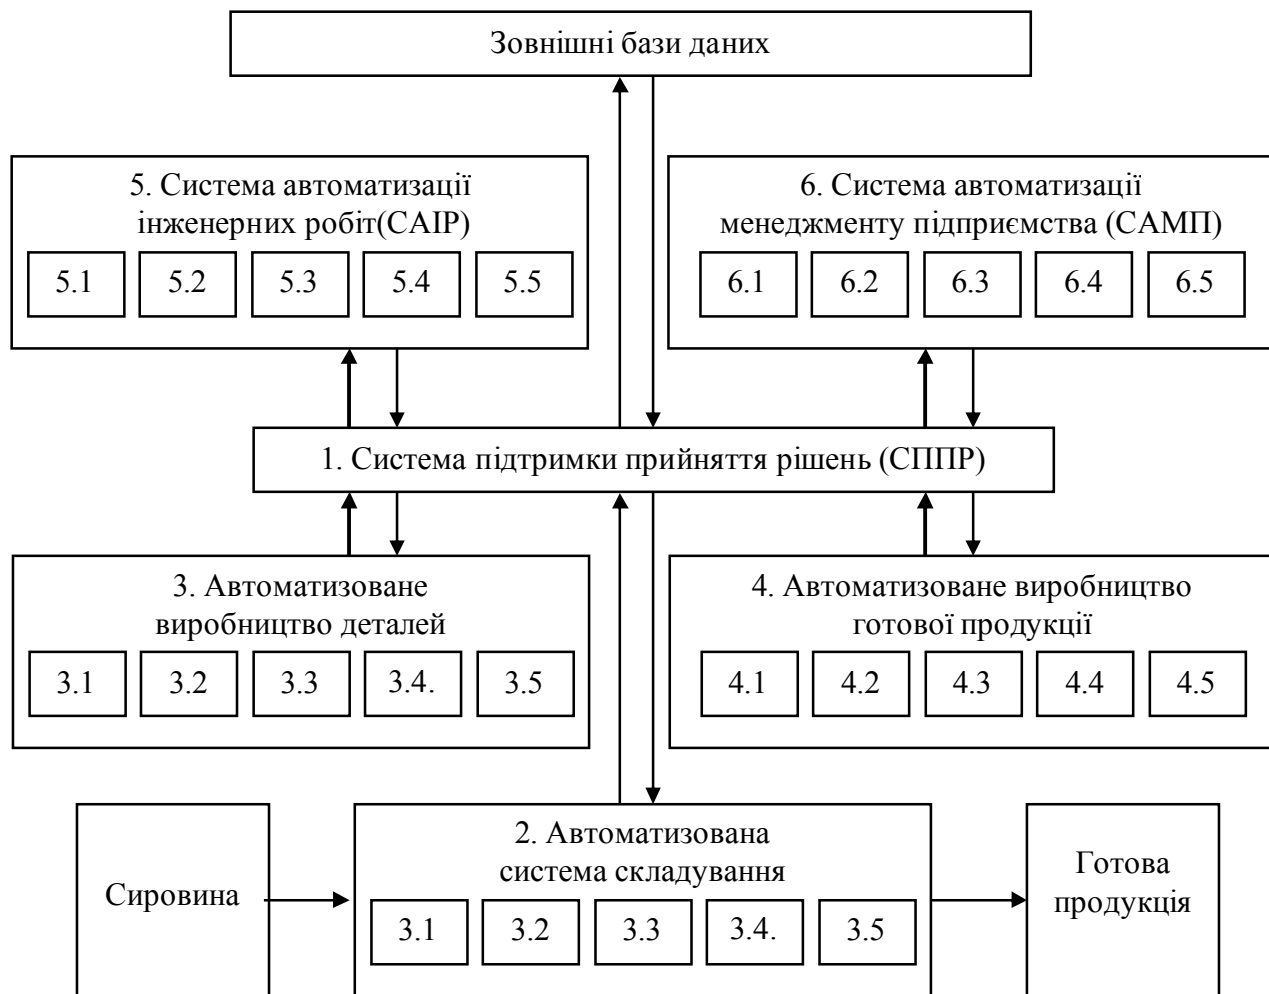 Зовнішні бази даних
5. Система автоматизації
інженерних робіт(САІР)
5.1 5.2 5.3 5.4 5.5
6. Система автоматизації
менеджменту підприємства (САМП)
6.1 6.2 6.3 6.4 6.5
1. Система підтримки прийняття рішень (СППР)
3. Автоматизоване
виробництво деталей
3.1 3.2 3.3 3.4. 3.5
4. Автоматизоване виробництво
готової продукції
4.1 4.2 4.3 4.4 4.5
Сировина
2. Автоматизована
система складування
3.1 3.2 3.3 3.4. 3.5
Готова
продукція